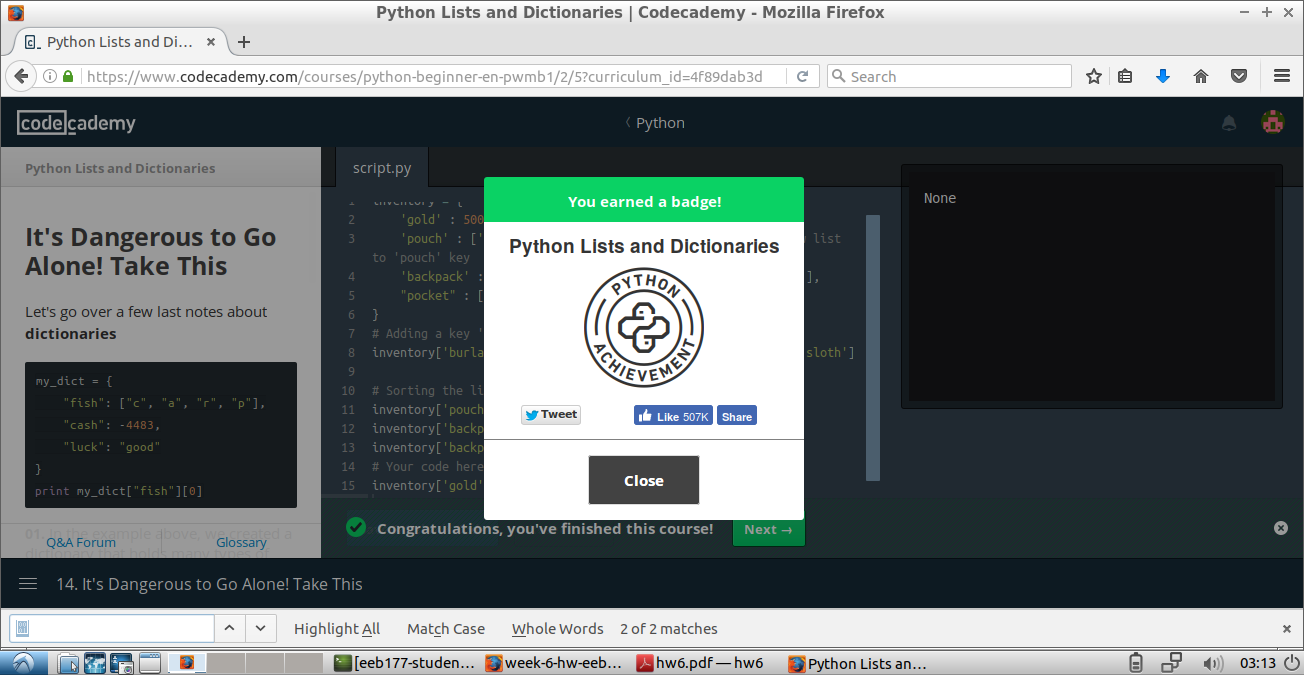 Python Lists and Dictionaries | Codecademy - Mozilla Firefox
Python Lists and Di...
https://www.codecademy.com/courses/python-beginner-en-pwmb1/2/5?curriculum_id=4f89dab3d
Search
codecademy
Python
Python Lists and Dictionaries
It's Dangerous to Go
Alone! Take This
Let's go over a few last notes about
dictionaries
my_dict = {
"fish": ["c", "a", "r", "p"],
"cash": -4483,
"luck": "good"
}
print my_dict["fish"][0]
01. In the example above, we created a
dictionary that holds many types of
Q&A Forum
Glossary
script.py
1 inventory = {
2 'gold' : 500
3 'pouch' : ['
list
to 'pouch' key
4 'backpack' :
],
5 "pocket" : [
6 }
7 # Adding a key '
8 inventory['burla
sloth']
9
10 # Sorting the li
11 inventory['pouch
12 inventory['backp
13 inventory['backp
14 # Your code here
15 inventory['gold'
None
You earned a badge!
Python Lists and Dictionaries
PYTHON
ACHIEVEMENT
Tweet
Like 507K
Share
Close
Congratulations, you've finished this course!
Next →
14. It's Dangerous to Go Alone! Take This
Highlight All
Match Case
Whole Words
2 of 2 matches
[eeb177-studen...
week-6-hw-eeb...
hw6.pdf — hw6
Python Lists an...
03:13